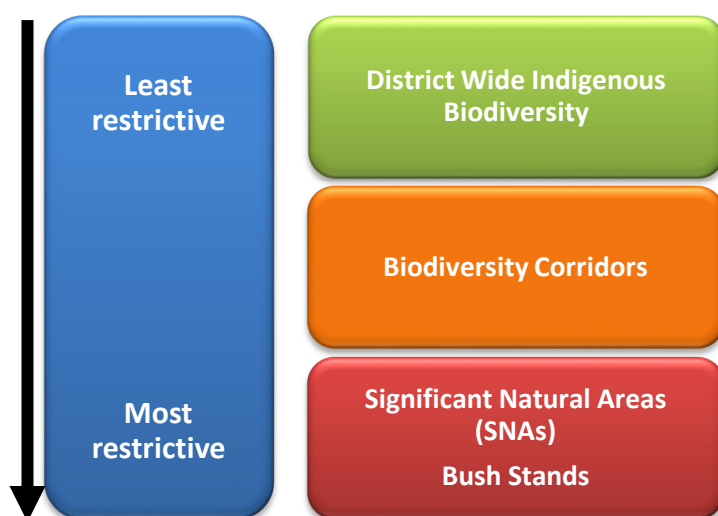 Least
restrictive
Most
restrictive
District Wide Indigenous
Biodiversity
Biodiversity Corridors
Significant Natural Areas
(SNAs)
Bush Stands